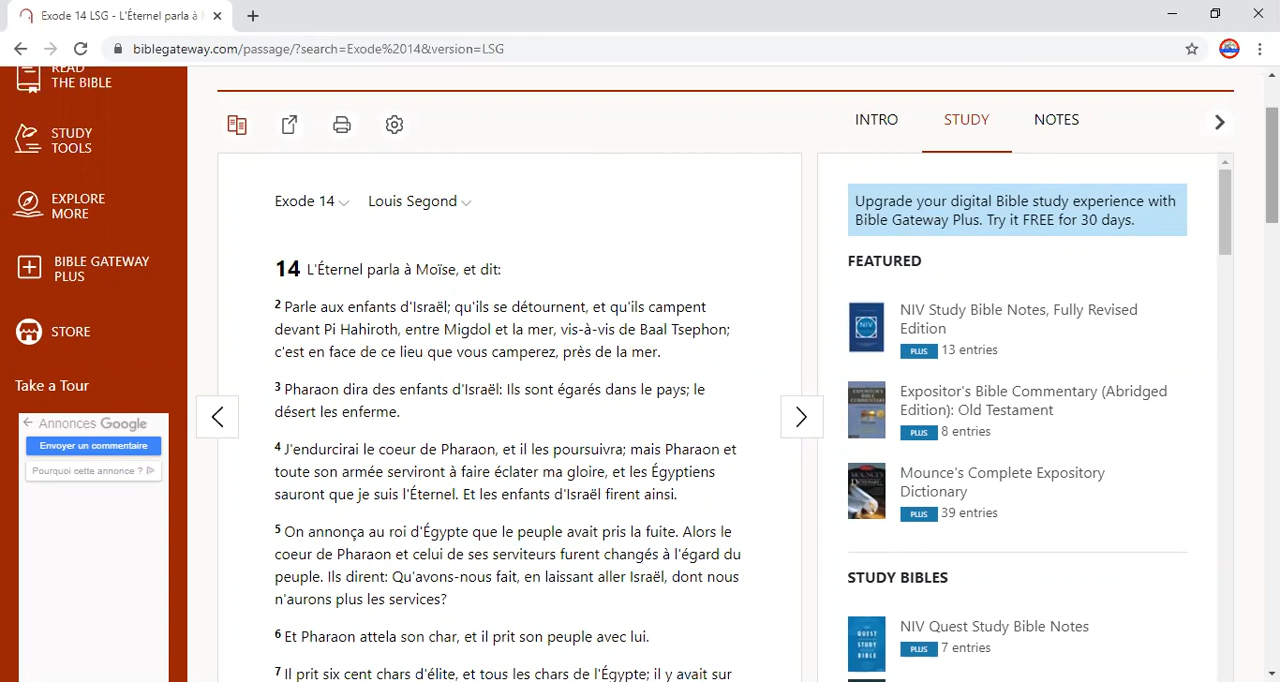 Exode 14 LSG - L'Éternel parla à
biblegateway.com/passage/?search=Exode%2014&version=LSG
READ
THE BIBLE
STUDY
TOOLS
EXPLORE
MORE
BIBLE GATEWAY
PLUS
STORE
Take a Tour
Annonces Google
Envoyer un commentaire
Pourquoi cette annonce ?
Exode 14 Louis Segond
14 L'Éternel parla à Moïse, et dit:
2 Parle aux enfants d'Israël; qu'ils se détournent, et qu'ils campent
devant Pi Hahiroth, entre Migdol et la mer, vis-à-vis de Baal Tsephon;
c'est en face de ce lieu que vous camperez, près de la mer.
3 Pharaon dira des enfants d'Israël: Ils sont égarés dans le pays; le
désert les enferme.
4 J'endurcirai le coeur de Pharaon, et il les poursuivra; mais Pharaon et
toute son armée serviront à faire éclater ma gloire, et les Égyptiens
sauront que je suis l'Éternel. Et les enfants d'Israël firent ainsi.
5 On annonça au roi d'Égypte que le peuple avait pris la fuite. Alors le
coeur de Pharaon et celui de ses serviteurs furent changés à l'égard du
peuple. Ils dirent: Qu'avons-nous fait, en laissant aller Israël, dont nous
n'aurons plus les services?
6 Et Pharaon attela son char, et il prit son peuple avec lui.
7 Il prit six cent chars d'élite, et tous les chars de l'Égypte; il y avait sur
INTRO STUDY NOTES
Upgrade your digital Bible study experience with
Bible Gateway Plus. Try it FREE for 30 days.
FEATURED
NIV
NIV Study Bible Notes, Fully Revised
Edition
PLUS 13 entries
Expositor's Bible Commentary (Abridged
Edition): Old Testament
PLUS 8 entries
Mounce's Complete Expository
Dictionary
PLUS 39 entries
STUDY BIBLES
QUEST
STUDY
BIBLE
NIV Quest Study Bible Notes
PLUS 7 entries